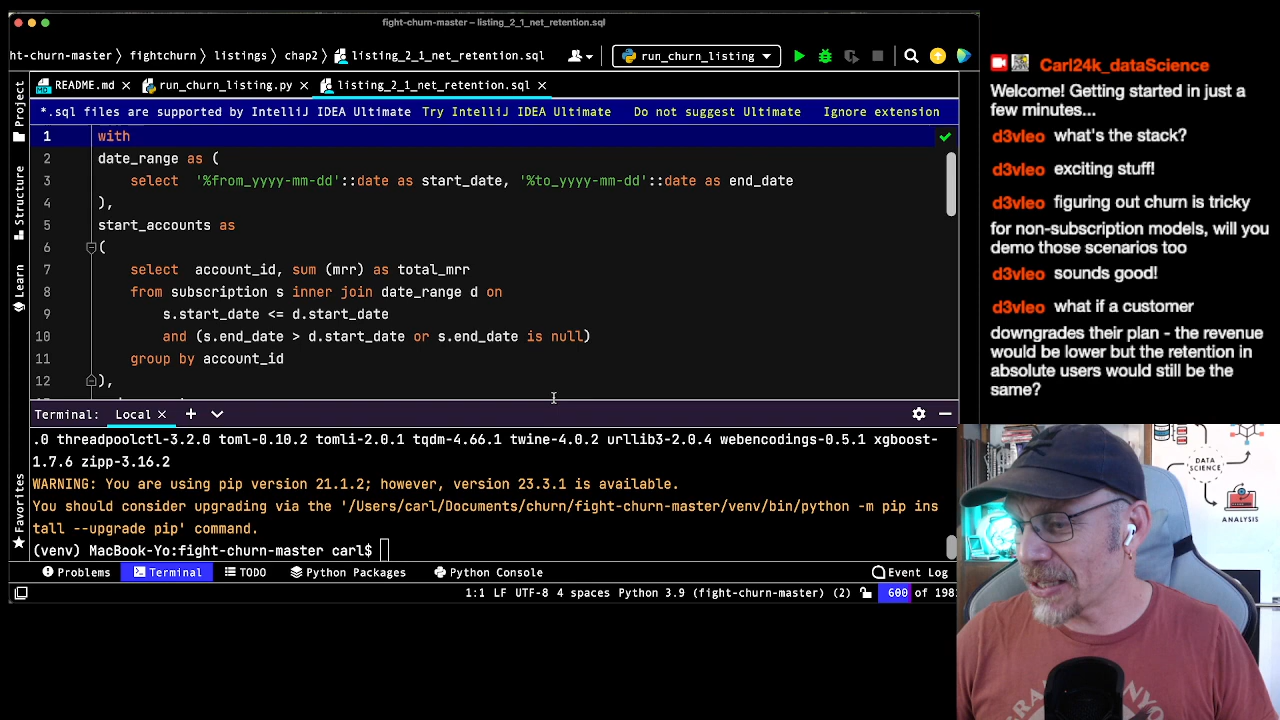 fight-churn-master – listing_2_1_net_retention.sql
ht-churn-master 〉 fightchurn 〉 listings 〉 chap2 〉 listing_2_1_net_retention.sql
run_churn_listing
README.md
run_churn_listing.py
listing_2_1_net_retention.sql
*.sql files are supported by IntelliJ IDEA Ultimate Try IntelliJ IDEA Ultimate Do not suggest Ultimate Ignore extension
Project
Structure
Learn
Favorites
1 with
2 date_range as (
3 select '%from_yyyy-mm-dd'::date as start_date, '%to_yyyy-mm-dd'::date as end_date
4 ),
5 start_accounts as
6 (
7 select account_id, sum (mrr) as total_mrr
8 from subscription s inner join date_range d on
9 s.start_date <= d.start_date
10 and (s.end_date > d.start_date or s.end_date is null)
11 group by account_id
12 ),
Terminal: Local
.0 threadpoolctl-3.2.0 toml-0.10.2 tomli-2.0.1 tqdm-4.66.1 twine-4.0.2 urllib3-2.0.4 webencodings-0.5.1 xgboost-
1.7.6 zipp-3.16.2
WARNING: You are using pip version 21.1.2; however, version 23.3.1 is available.
You should consider upgrading via the '/Users/carl/Documents/churn/fight-churn-master/venv/bin/python -m pip ins
tall --upgrade pip' command.
(venv) MacBook-Yo:fight-churn-master carl$
Problems Terminal TODO Python Packages Python Console Event Log
1:1 LF UTF-8 4 spaces Python 3.9 (fight-churn-master) (2) 600 of 1981
Carl24k_dataScience
Welcome! Getting started in just a
few minutes...
d3vleo what's the stack?
d3vleo exciting stuff!
d3vleo figuring out churn is tricky
for non-subscription models, will you
demo those scenarios too
d3vleo sounds good!
d3vleo what if a customer
downgrades their plan - the revenue
would be lower but the retention in
absolute users would still be the
same?
DATA
SCIENCE
ANALYSIS